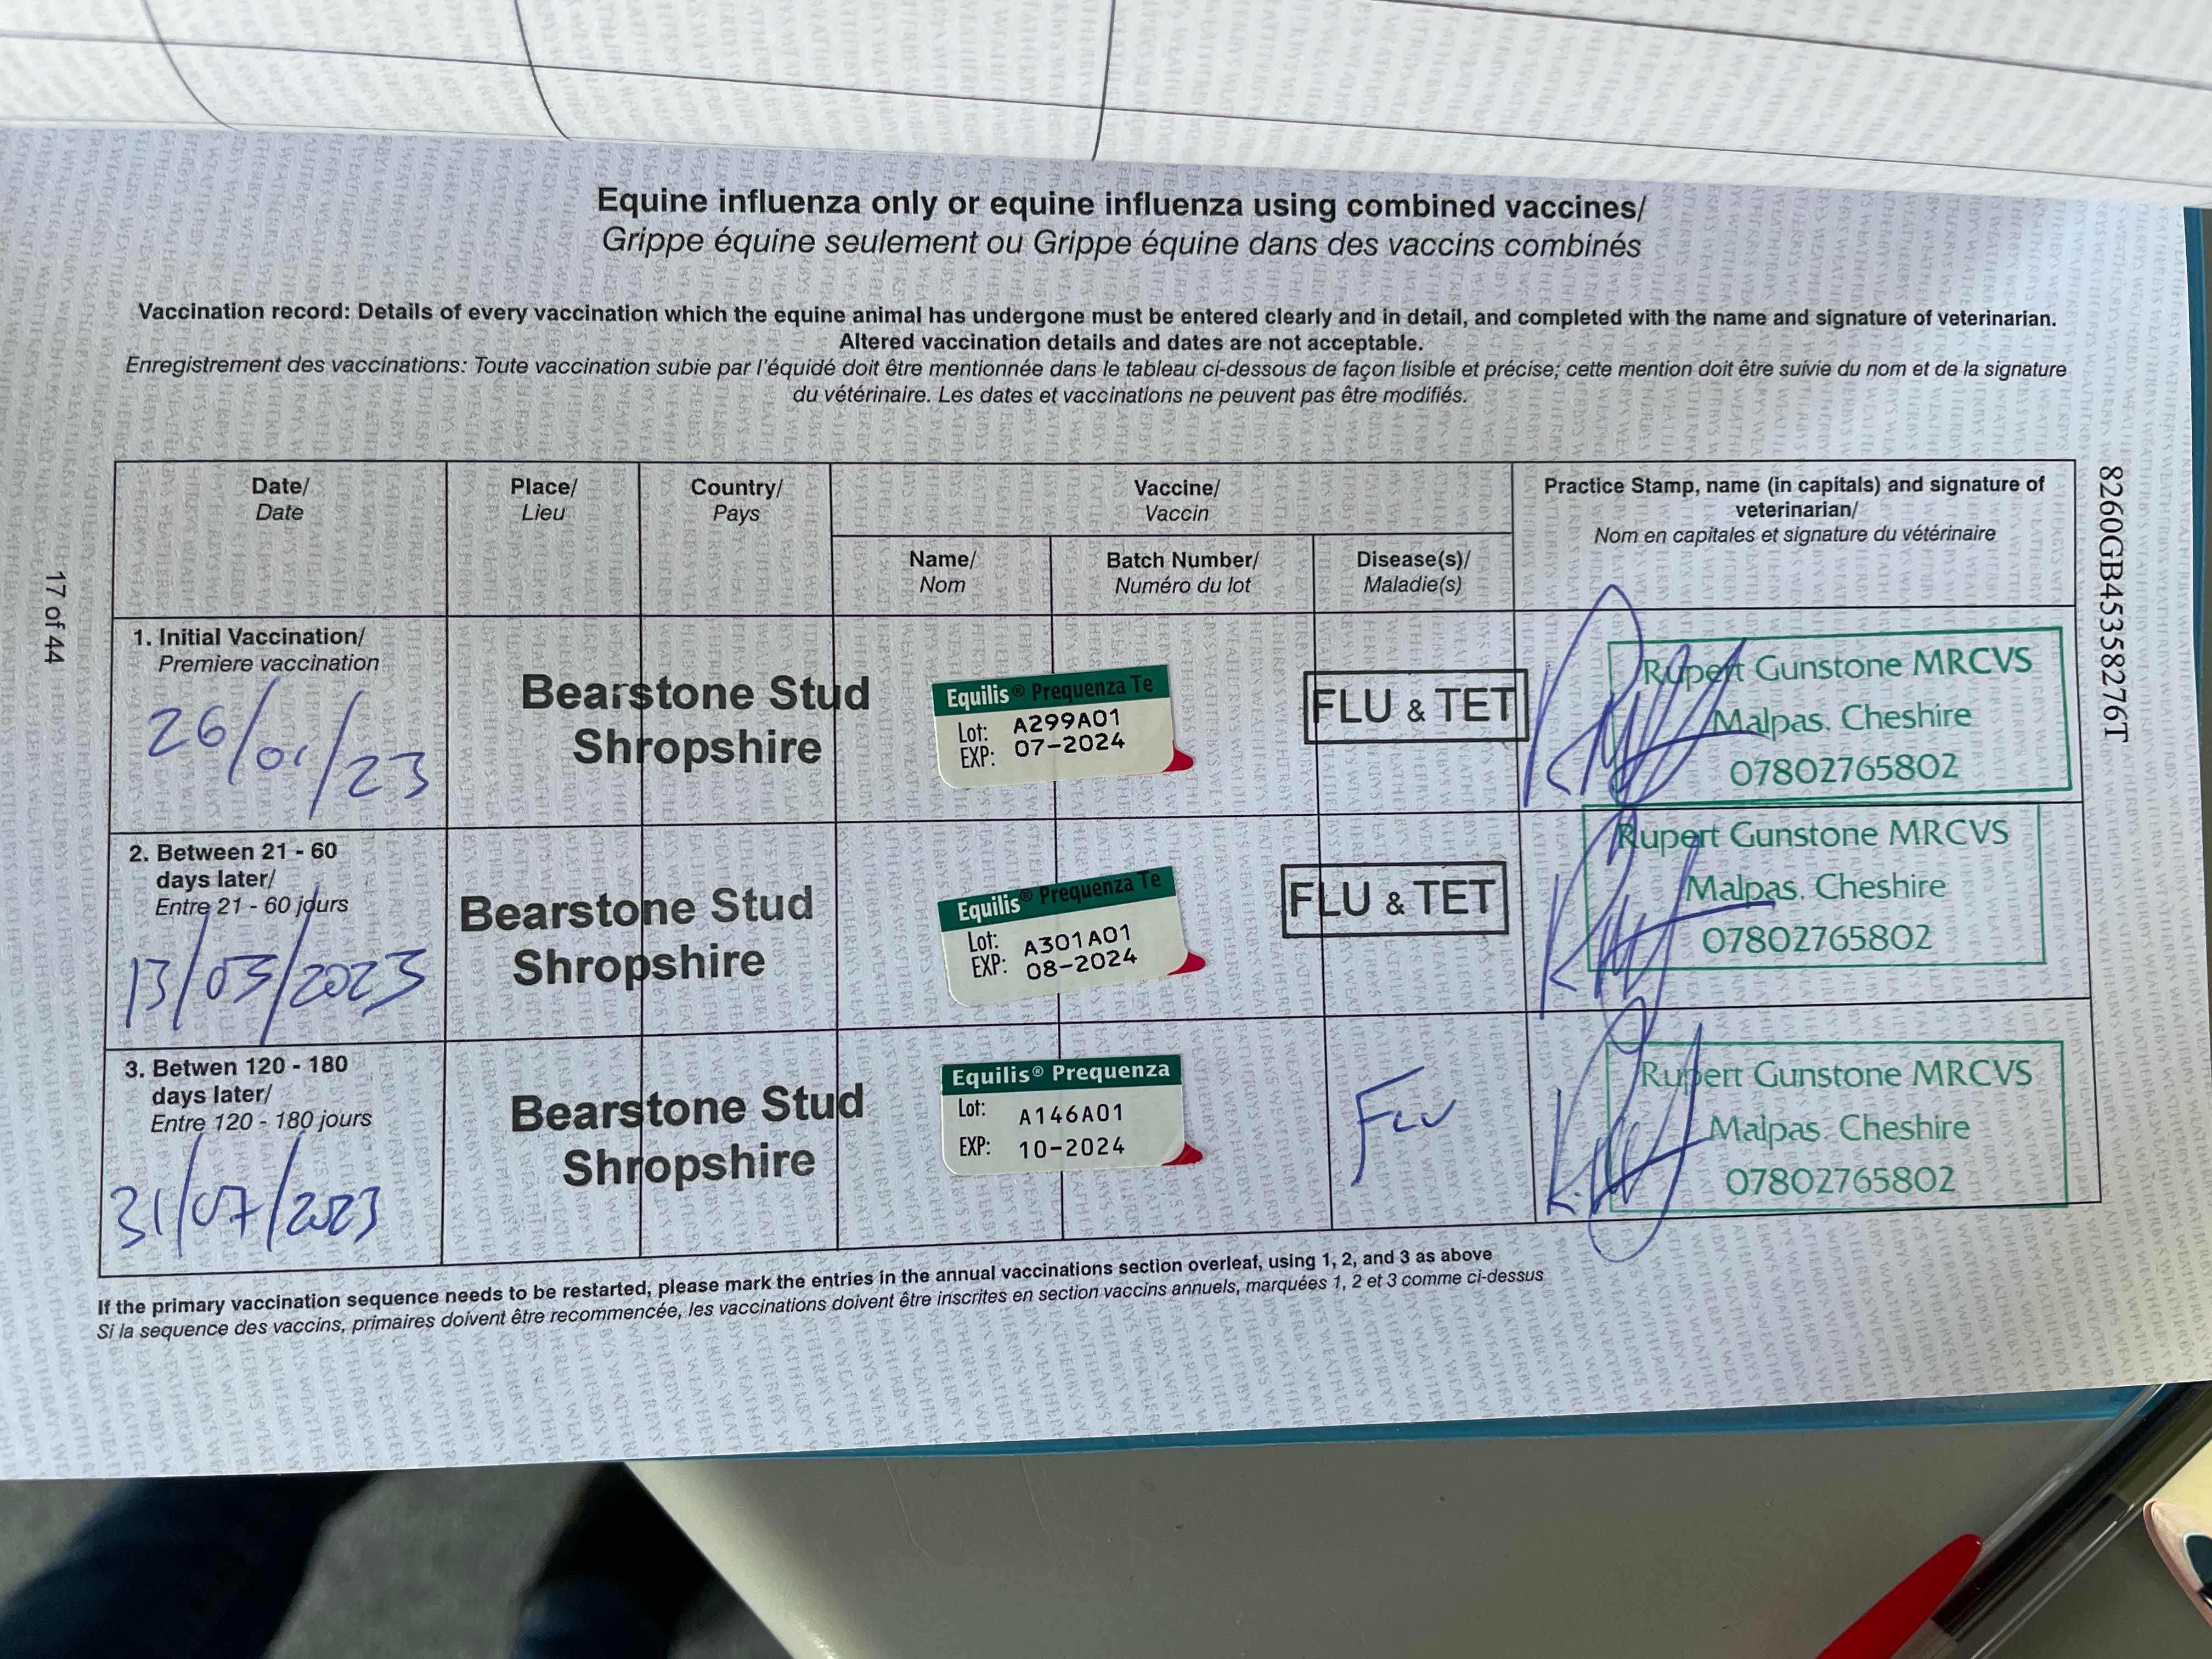 Equine influenza only or equine influenza using combined vaccines/
Grippe équine seulement ou Grippe équine dans des vaccins combinés
Vaccination record: Details of every vaccination which the equine animal has undergone must be entered clearly and in detail, and completed with the name and signature of veterinarian.
Altered vaccination details and dates are not acceptable.
Enregistrement des vaccinations: Toute vaccination subie par l'équidé doit être mentionnée dans le tableau ci-dessous de façon lisible et précise; cette mention doit être suivie du nom et de la signature
du vétérinaire. Les dates et vaccinations ne peuvent pas être modifiés.
Date/
Date
Place/
Lieu
Country/
Pays
Vaccine/
Vaccin
Name/
Nom
Batch Number/
Numéro du lot
Disease(s)/
Maladie(s)
Practice Stamp, name (in capitals) and signature of
veterinarian/
Nom en capitales et signature du vétérinaire
1. Initial Vaccination/
Premiere vaccination
26/01/23
Bearstone Stud
Shropshire
Equilis® Prequenza Te
Lot: A299A01
EXP: 07-2024
FLU & TET
Rupert Gunstone MRCVS
Malpas. Cheshire
07802765802
2. Between 21 - 60
days later/
Entre 21 - 60 jours
13/03/2023
Bearstone Stud
Shropshire
Equilis® Prequenza Te
Lot: A301A01
EXP: 08-2024
FLU & TET
Rupert Gunstone MRCVS
Malpas. Cheshire
07802765802
3. Betwen 120 - 180
days later/
Entre 120 - 180 jours
31/07/2023
Bearstone Stud
Shropshire
Equilis® Prequenza
Lot: A146A01
EXP: 10-2024
Flu
Rupert Gunstone MRCVS
Malpas. Cheshire
07802765802
If the primary vaccination sequence needs to be restarted, please mark the entries in the annual vaccinations section overleaf, using 1, 2, and 3 as above
Si la sequence des vaccins, primaires doivent être recommencée, les vaccinations doivent être inscrites en section vaccins annuels, marquées 1, 2 et 3 comme ci-dessus
17 of 44
8260GB45358276T